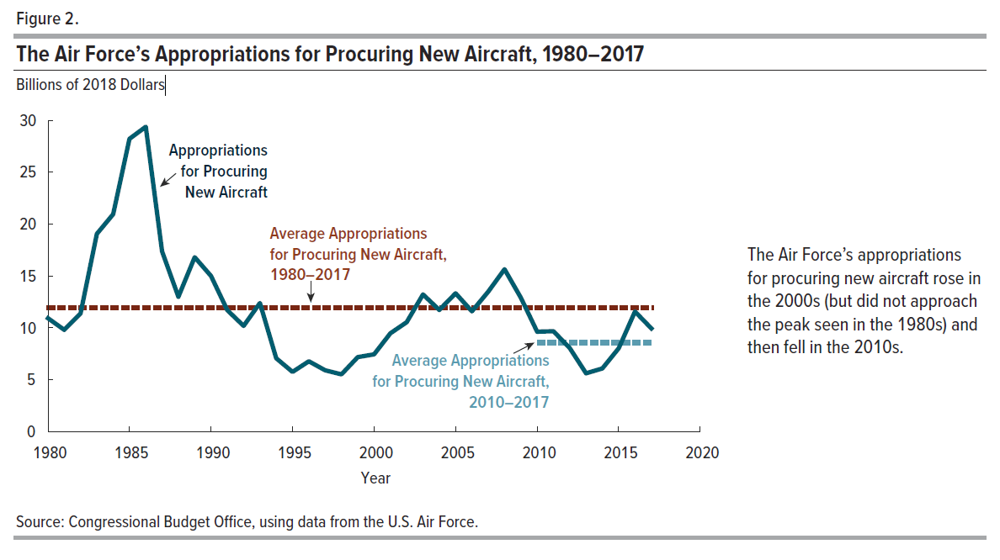 Figure 2.
The Air Force’s Appropriations for Procuring New Aircraft, 1980–2017
Billions of 2018 Dollars
30
25
20
15
10
5
0
Appropriations
for Procuring
New Aircraft
Average Appropriations
for Procuring New Aircraft,
1980–2017
Average Appropriations
for Procuring New Aircraft,
2010–2017
1980
1985
1990
1995
2000
2005
2010
2015
2020
Year
The Air Force’s appropriations
for procuring new aircraft rose in
the 2000s (but did not approach
the peak seen in the 1980s) and
then fell in the 2010s.
Source: Congressional Budget Office, using data from the U.S. Air Force.